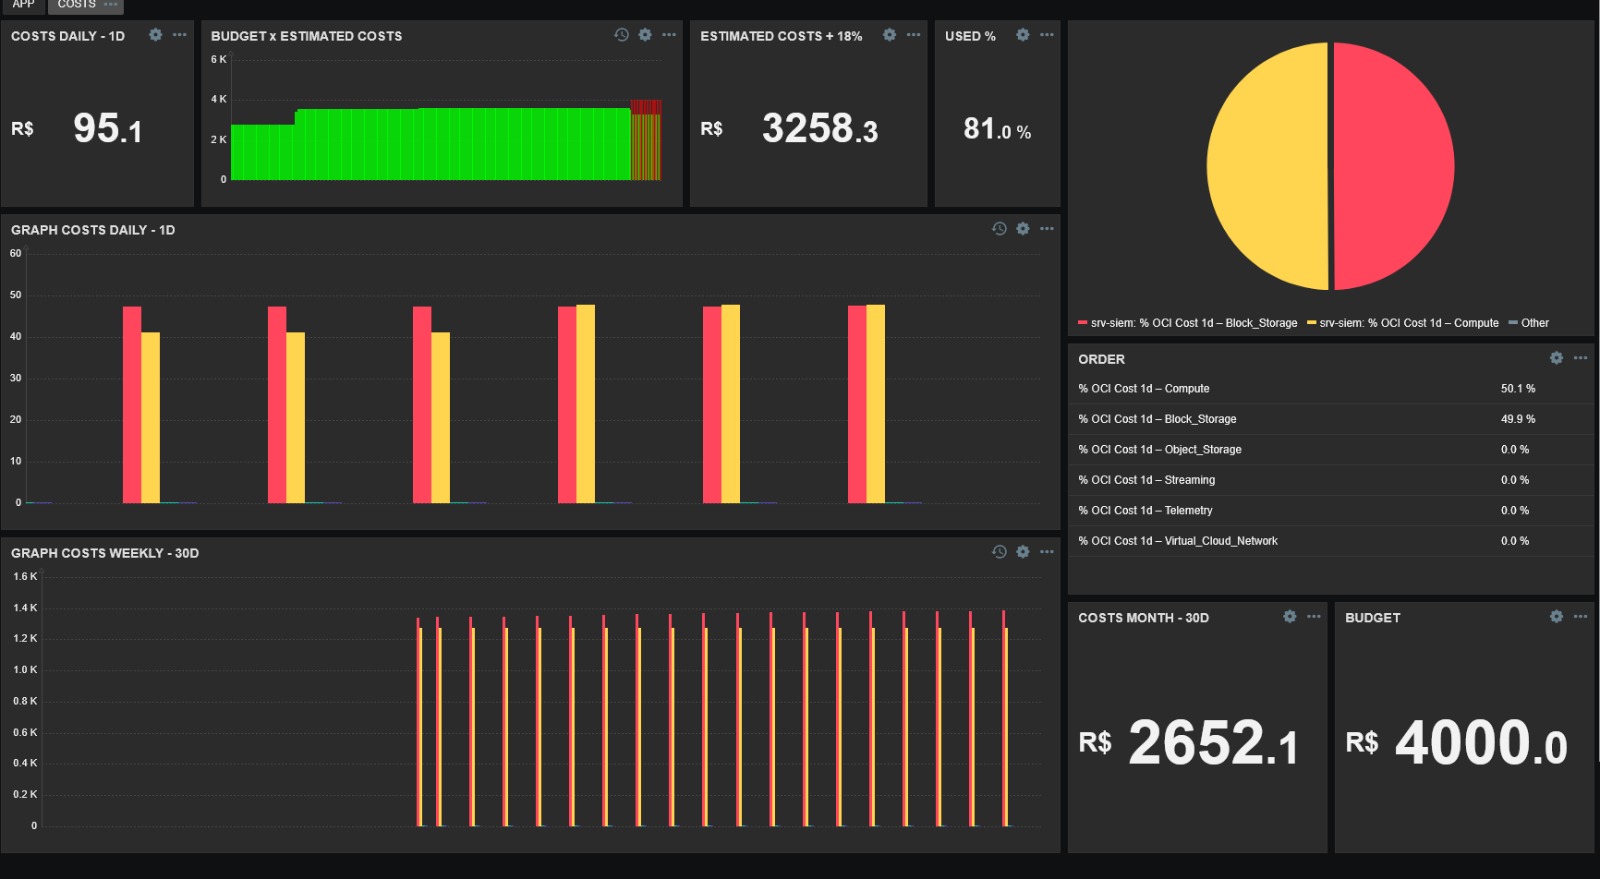 APP
COSTS
COSTS DAILY - 1D
R$ 95.1
BUDGET x ESTIMATED COSTS
6 K
4 K
2 K
0
ESTIMATED COSTS + 18%
R$ 3258.3
USED %
81.0 %
srv-siem: % OCI Cost 1d – Block_Storage
srv-siem: % OCI Cost 1d – Compute
Other
GRAPH COSTS DAILY - 1D
60
50
40
30
20
10
0
ORDER
% OCI Cost 1d – Compute 50.1 %
% OCI Cost 1d – Block_Storage 49.9 %
% OCI Cost 1d – Object_Storage 0.0 %
% OCI Cost 1d – Streaming 0.0 %
% OCI Cost 1d – Telemetry 0.0 %
% OCI Cost 1d – Virtual_Cloud_Network 0.0 %
GRAPH COSTS WEEKLY - 30D
1.6 K
1.4 K
1.2 K
1.0 K
0.8 K
0.6 K
0.4 K
0.2 K
0
COSTS MONTH - 30D
R$ 2652.1
BUDGET
R$ 4000.0